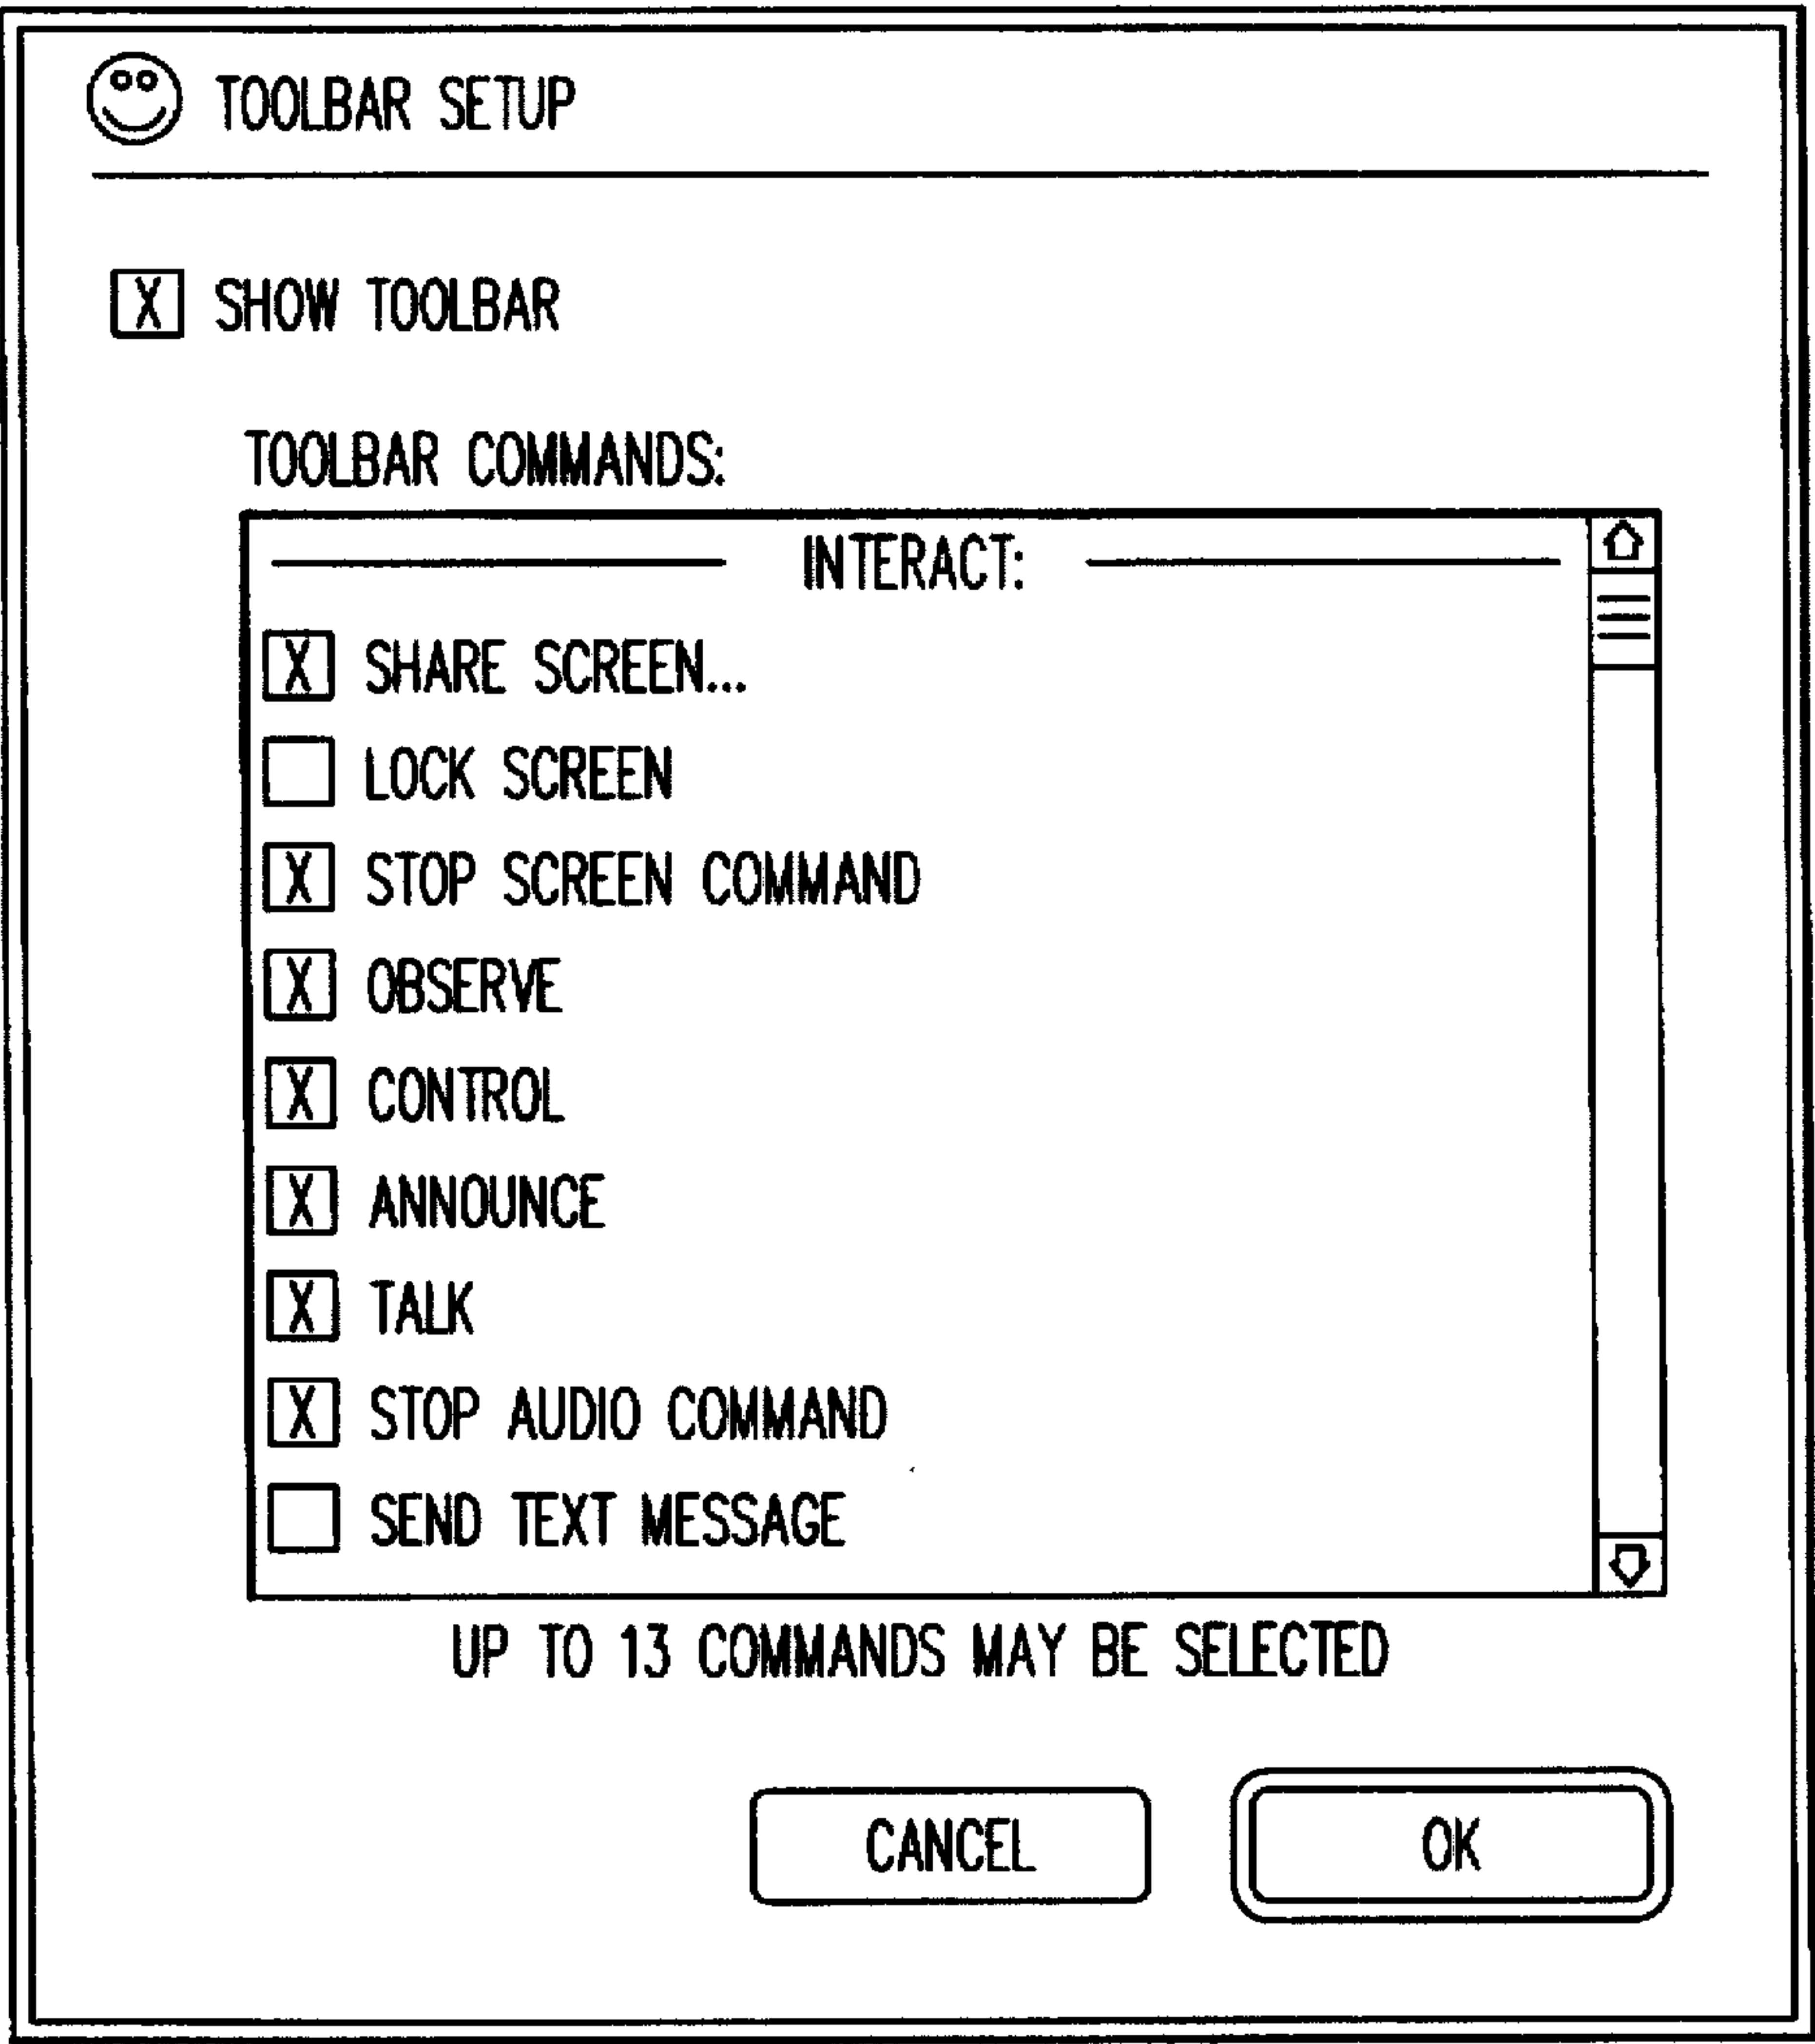 TOOLBAR SETUP
X SHOW TOOLBAR
TOOLBAR COMMANDS:
INTERACT:
X SHARE SCREEN...
LOCK SCREEN
X STOP SCREEN COMMAND
X OBSERVE
X CONTROL
X ANNOUNCE
X TALK
X STOP AUDIO COMMAND
SEND TEXT MESSAGE
UP TO 13 COMMANDS MAY BE SELECTED
CANCEL OK